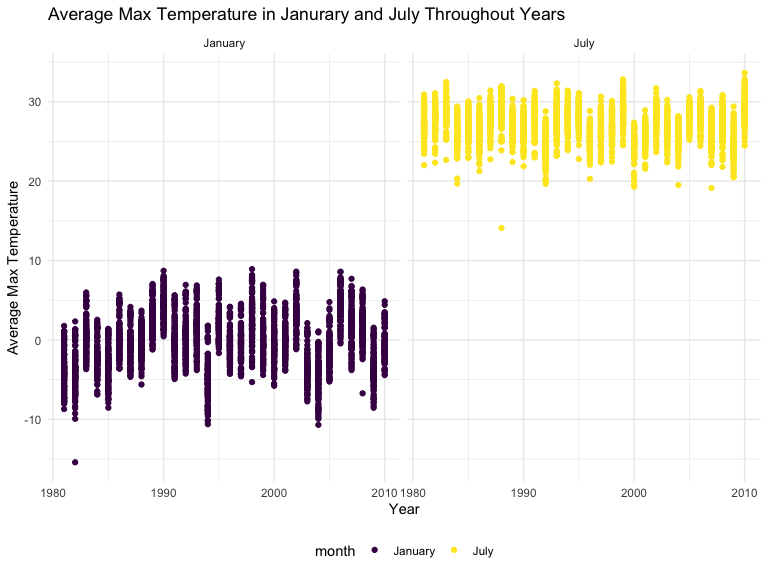 Average Max Temperature in Janurary and July Throughout Years
January
July
Average Max Temperature
30
20
10
0
-10
1980
1990
2000
2010
1980
1990
2000
2010
Year
month
January
July